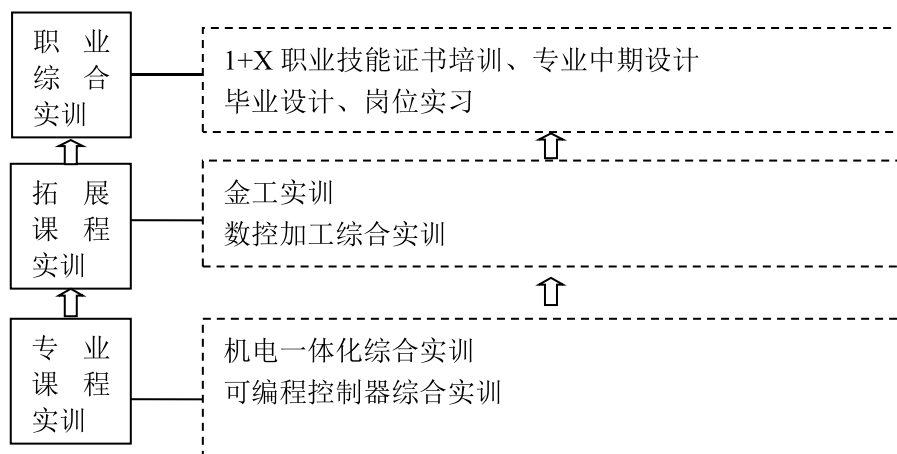 职业
综合
实训
1+X 职业技能证书培训、专业中期设计
毕业设计、岗位实习
拓展
课程
实训
金工实训
数控加工综合实训
专业
课程
实训
机电一体化综合实训
可编程控制器综合实训